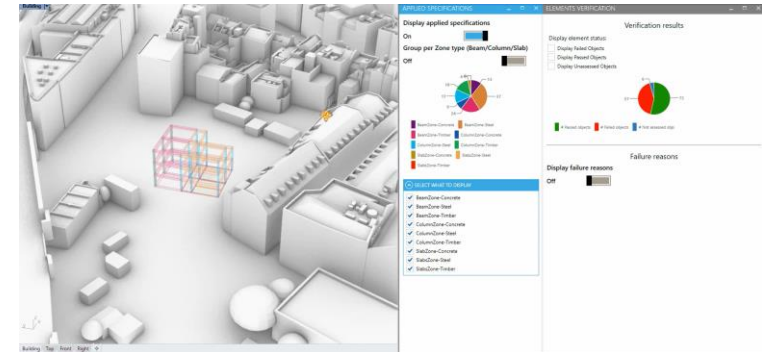 Building
APPLIED SPECIFICATIONS
Display applied specifications
On
Group per Zone type (Beam/Column/Slab)
Off
BeamZone-Concrete
BeamZone-Steel
BeamZone-Timber
ColumnZone-Concrete
ColumnZone-Steel
ColumnZone-Timber
SlabZone-Concrete
SlabZone-Steel
SlabZone-Timber
SELECT WHAT TO DISPLAY
BeamZone-Concrete
BeamZone-Steel
BeamZone-Timber
ColumnZone-Concrete
ColumnZone-Steel
ColumnZone-Timber
SlabZone-Concrete
SlabZone-Steel
SlabZone-Timber
ELEMENTS VERIFICATION
Verification results
Display element status:
Display Failed Objects
Display Passed Objects
Display Unassessed Objects
# Passed objects
# Failed objects
# Not assessed objs
Failure reasons
Display failure reasons
Off
Building Top Front Right